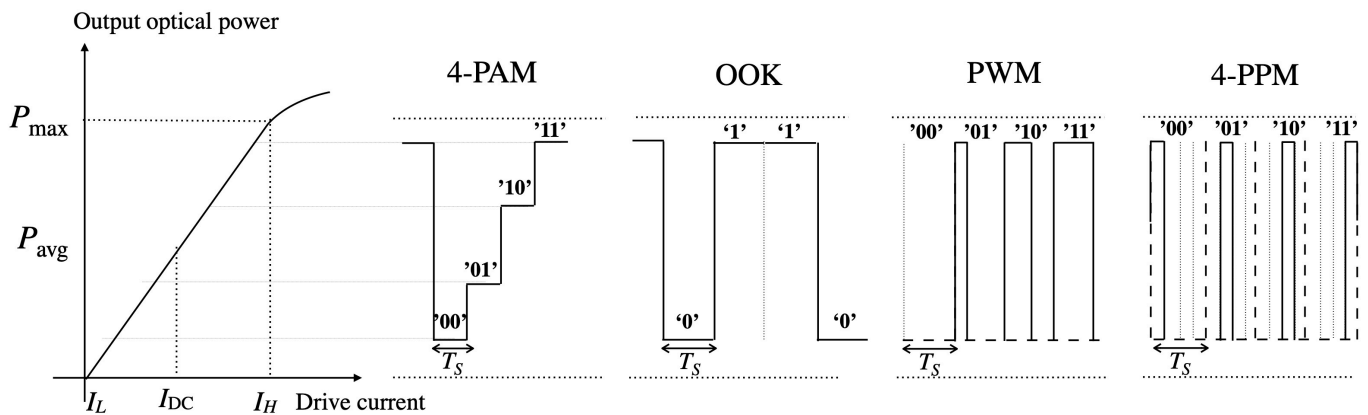 Output optical power
P_max
P_avg
I_L
I_DC
I_H
Drive current
4-PAM
’11’
’10’
’01’
’00’
T_S
OOK
‘1’ ‘1’
‘0’ ‘0’
T_S
PWM
’00’ ’01’ ’10’ ’11’
T_S
4-PPM
’00’ ’01’ ’10’ ’11’
T_S